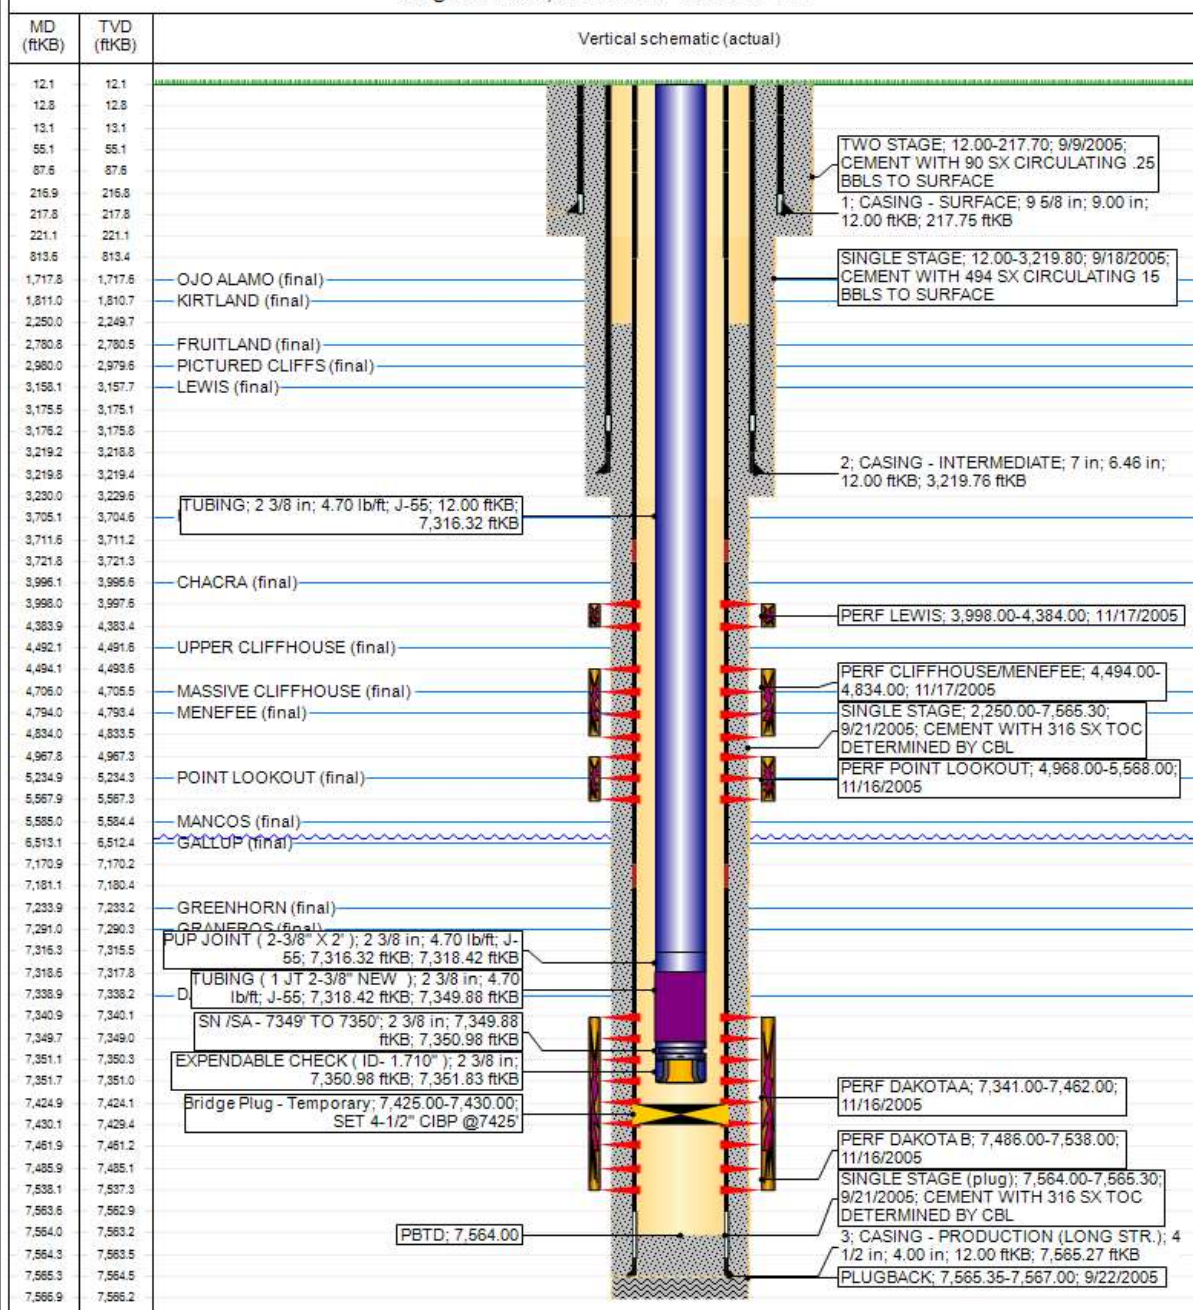 MD
(ftKB)
TVD
(ftKB)
Vertical schematic (actual)
12.1 12.1
12.8 12.8
13.1 13.1
55.1 55.1
87.6 87.6
216.9 216.8
217.8 217.8
221.1 221.1
813.6 813.4
1,717.8 1,717.6
1,811.0 1,810.7
2,250.0 2,249.7
2,780.8 2,780.5
2,980.0 2,979.6
3,158.1 3,157.7
3,175.5 3,175.1
3,176.2 3,175.8
3,219.2 3,218.8
3,219.8 3,219.4
3,230.0 3,229.6
3,705.1 3,704.6
3,711.6 3,711.2
3,721.8 3,721.3
3,996.1 3,995.6
3,998.0 3,997.6
4,383.9 4,383.4
4,492.1 4,491.6
4,494.1 4,493.6
4,706.0 4,705.5
4,794.0 4,793.4
4,834.0 4,833.5
4,967.8 4,967.3
5,234.9 5,234.3
5,567.9 5,567.3
5,585.0 5,584.4
6,513.1 6,512.4
7,170.9 7,170.2
7,181.1 7,180.4
7,233.9 7,233.2
7,291.0 7,290.3
7,316.3 7,315.5
7,318.6 7,317.8
7,338.9 7,338.2
7,340.9 7,340.1
7,349.7 7,349.0
7,351.1 7,350.3
7,351.7 7,351.0
7,424.9 7,424.1
7,430.1 7,429.4
7,461.9 7,461.2
7,485.9 7,485.1
7,538.1 7,537.3
7,563.6 7,562.9
7,564.0 7,563.2
7,564.3 7,563.5
7,565.3 7,564.5
7,566.9 7,566.2
OJO ALAMO (final)
KIRTLAND (final)
FRUITLAND (final)
PICTURED CLIFFS (final)
LEWIS (final)
TUBING; 2 3/8 in; 4.70 lb/ft; J-55; 12.00 ftKB;
7,316.32 ftKB
CHACRA (final)
UPPER CLIFFHOUSE (final)
MASSIVE CLIFFHOUSE (final)
MENEFEE (final)
POINT LOOKOUT (final)
MANCOS (final)
GALLUP (final)
GREENHORN (final)
GRANEROS (final)
PUP JOINT ( 2-3/8" X 2' ); 2 3/8 in; 4.70 lb/ft; J-
55; 7,316.32 ftKB; 7,318.42 ftKB
TUBING ( 1 JT 2-3/8" NEW ); 2 3/8 in; 4.70
lb/ft; J-55; 7,318.42 ftKB; 7,349.88 ftKB
SN /SA - 7349' TO 7350'; 2 3/8 in; 7,349.88
ftKB; 7,350.98 ftKB
EXPENDABLE CHECK ( ID- 1.710" ); 2 3/8 in;
7,350.98 ftKB; 7,351.83 ftKB
Bridge Plug - Temporary; 7,425.00-7,430.00;
SET 4-1/2" CIBP @7425'
PBTD; 7,564.00
TWO STAGE; 12.00-217.70; 9/9/2005;
CEMENT WITH 90 SX CIRCULATING .25
BBLS TO SURFACE
1; CASING - SURFACE; 9 5/8 in; 9.00 in;
12.00 ftKB; 217.75 ftKB
SINGLE STAGE; 12.00-3,219.80; 9/18/2005;
CEMENT WITH 494 SX CIRCULATING 15
BBLS TO SURFACE
2; CASING - INTERMEDIATE; 7 in; 6.46 in;
12.00 ftKB; 3,219.76 ftKB
PERF LEWIS; 3,998.00-4,384.00; 11/17/2005
PERF CLIFFHOUSE/MENEFEE; 4,494.00-
4,834.00; 11/17/2005
SINGLE STAGE; 2,250.00-7,565.30;
9/21/2005; CEMENT WITH 316 SX TOC
DETERMINED BY CBL
PERF POINT LOOKOUT; 4,968.00-5,568.00;
11/16/2005
PERF DAKOTA A; 7,341.00-7,462.00;
11/16/2005
PERF DAKOTA B; 7,486.00-7,538.00;
11/16/2005
SINGLE STAGE (plug); 7,564.00-7,565.30;
9/21/2005; CEMENT WITH 316 SX TOC
DETERMINED BY CBL
3; CASING - PRODUCTION (LONG STR.); 4
1/2 in; 4.00 in; 12.00 ftKB; 7,565.27 ftKB
PLUGBACK; 7,565.35-7,567.00; 9/22/2005